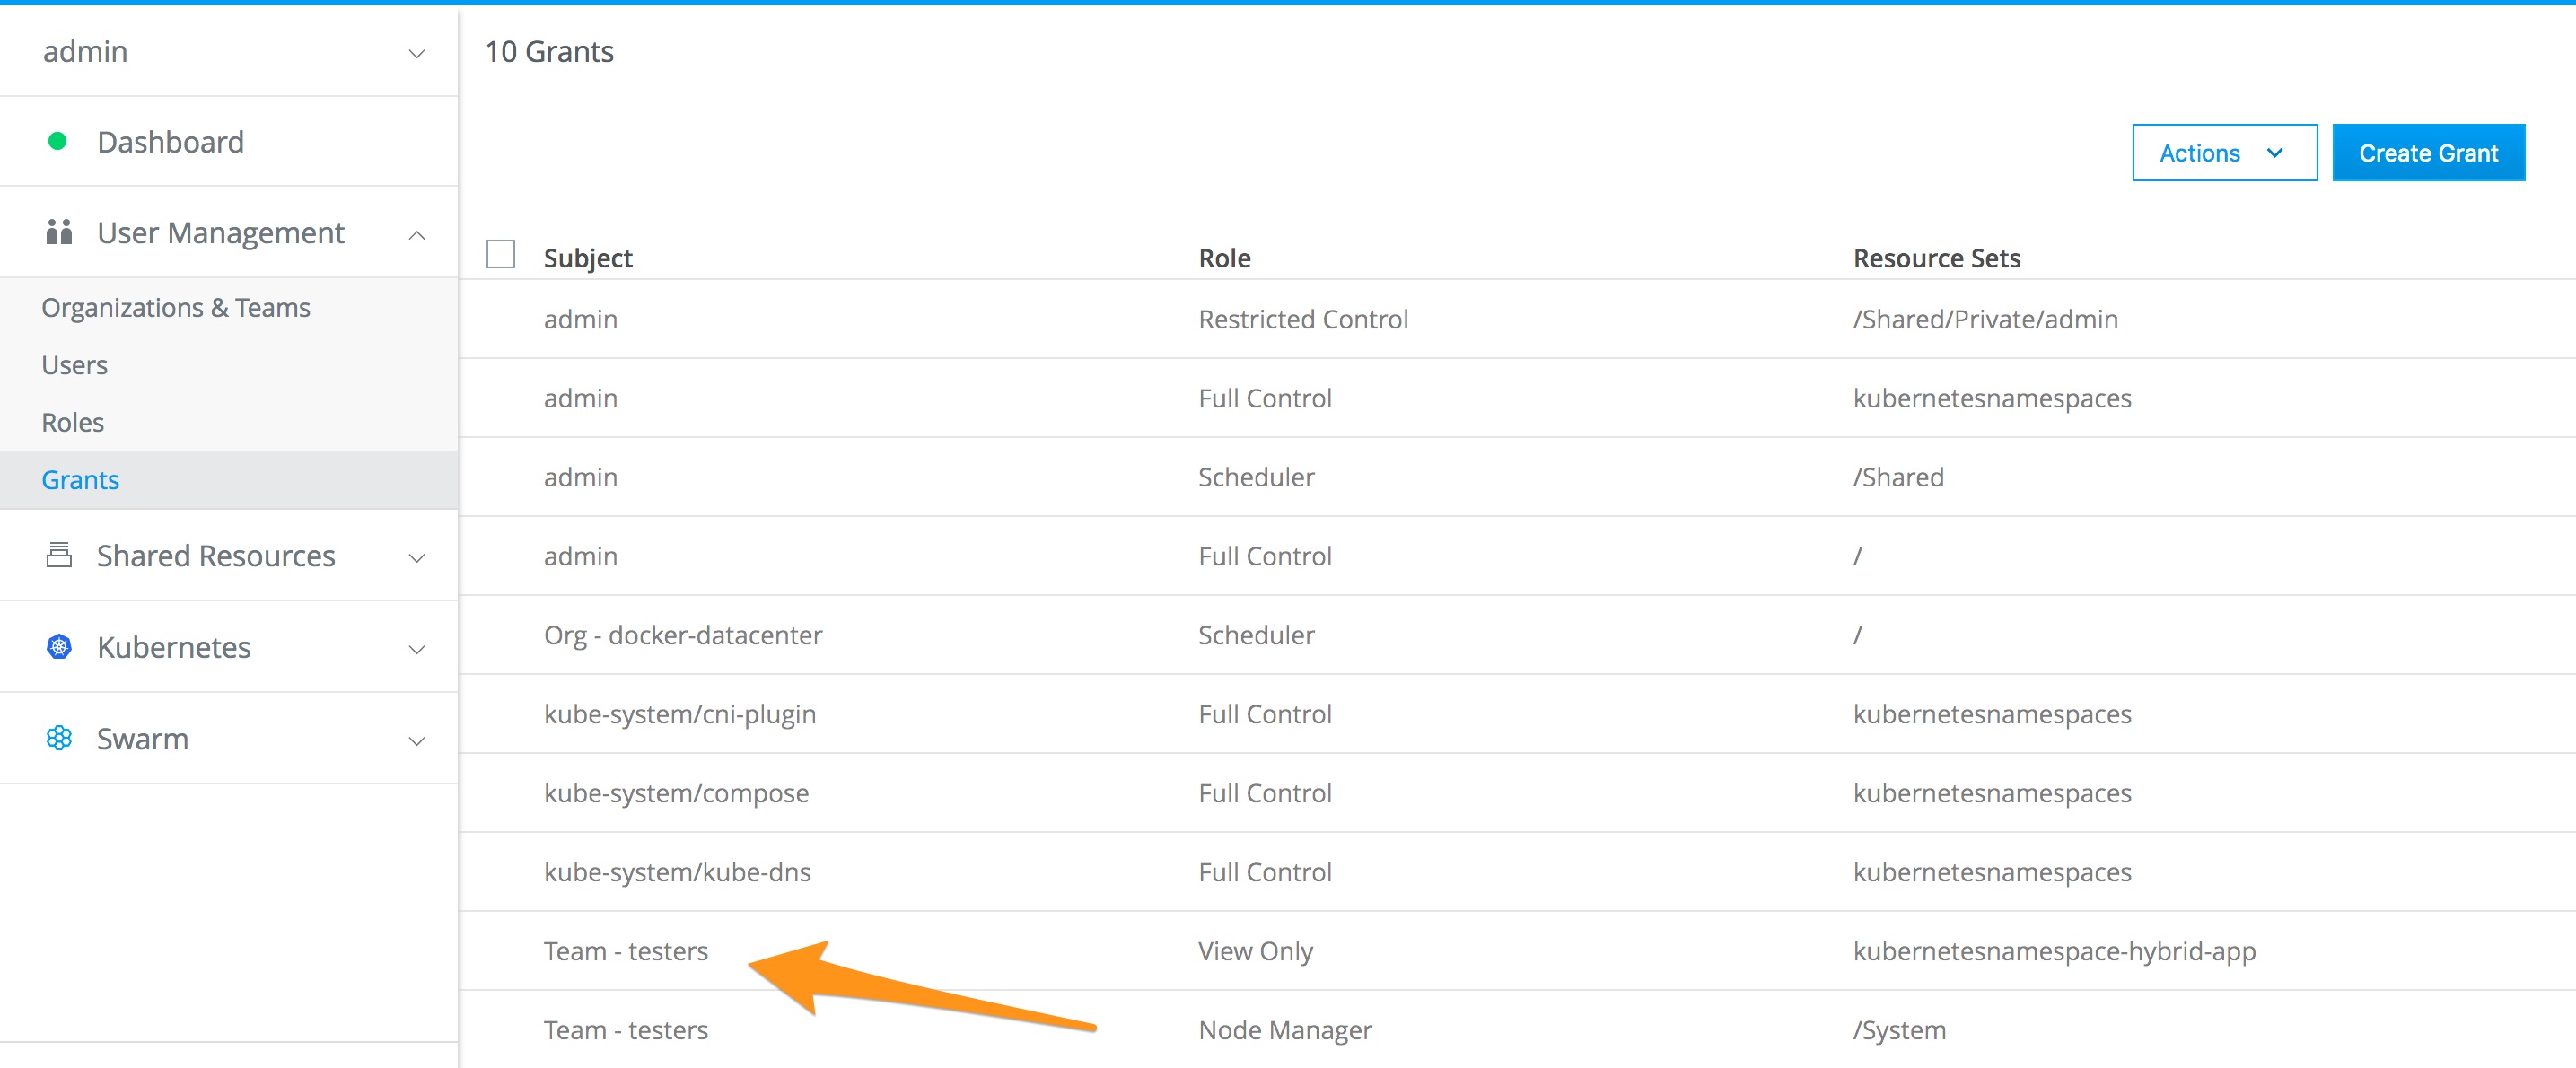 admin
10 Grants
Dashboard
Actions
Create Grant
User Management
Organizations & Teams
Users
Roles
Grants
Shared Resources
Kubernetes
Swarm
Subject Role Resource Sets
admin Restricted Control /Shared/Private/admin
admin Full Control kubernetesnamespaces
admin Scheduler /Shared
admin Full Control /
Org - docker-datacenter Scheduler /
kube-system/cni-plugin Full Control kubernetesnamespaces
kube-system/compose Full Control kubernetesnamespaces
kube-system/kube-dns Full Control kubernetesnamespaces
Team - testers View Only kubernetesnamespace-hybrid-app
Team - testers Node Manager /System